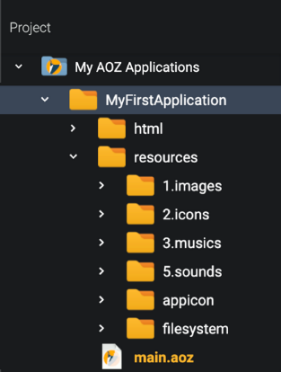 Project
My AOZ Applications
MyFirstApplication
html
resources
1.images
2.icons
3.musics
5.sounds
appicon
filesystem
main.aoz